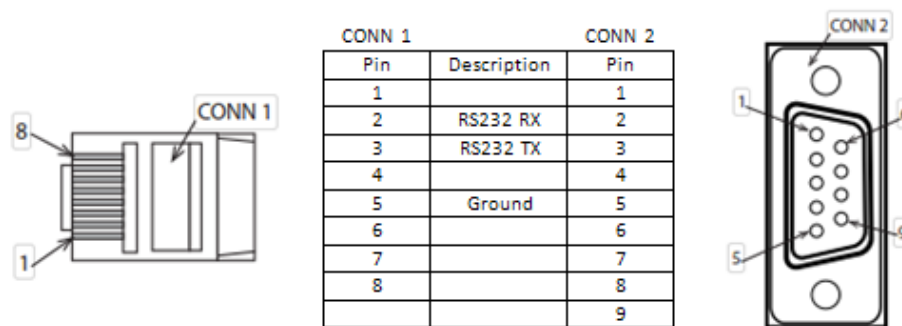 8
CONN 1
1
CONN 1 CONN 2
Pin Description Pin
1 1
2 RS232 RX 2
3 RS232 TX 3
4 4
5 Ground 5
6 6
7 7
8 8
9
CONN 2
1
5